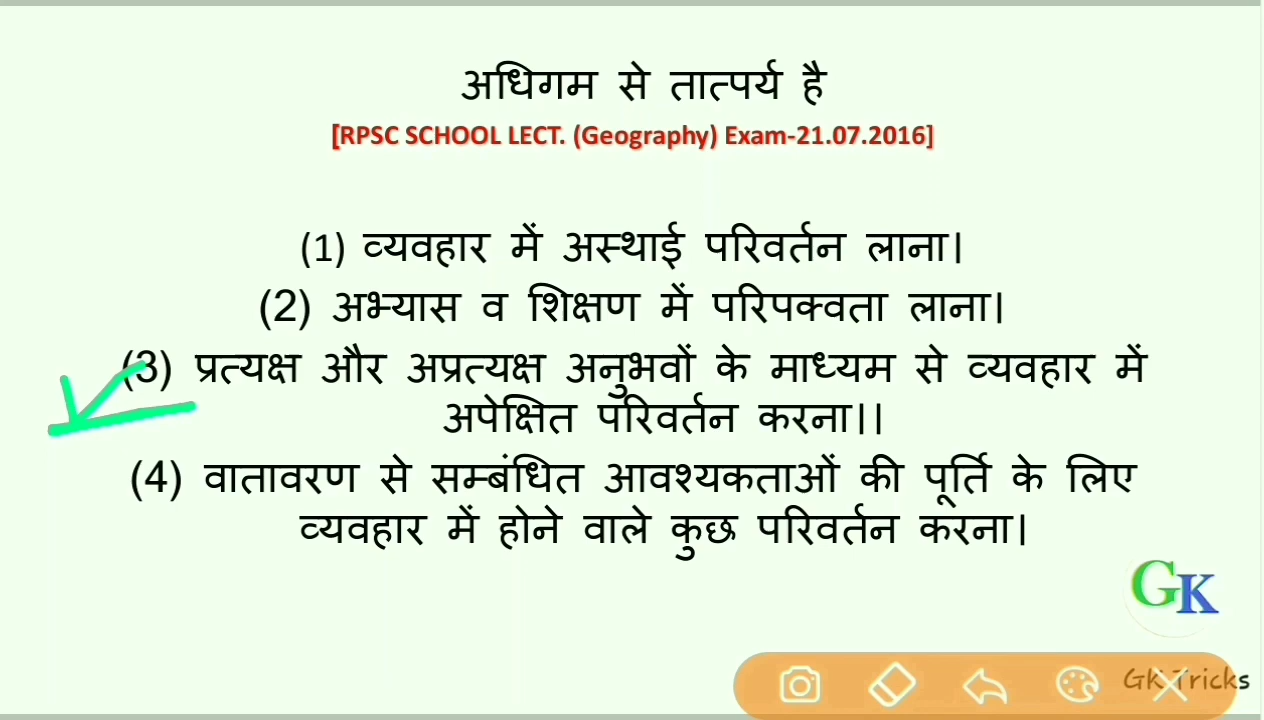 अधिगम से तात्पर्य है
[RPSC SCHOOL LECT. (Geography) Exam-21.07.2016]
(1) व्यवहार में अस्थाई परिवर्तन लाना।
(2) अभ्यास व शिक्षण में परिपक्वता लाना।
(3) प्रत्यक्ष और अप्रत्यक्ष अनुभवों के माध्यम से व्यवहार में
अपेक्षित परिवर्तन करना।।
(4) वातावरण से सम्बंधित आवश्यकताओं की पूर्ति के लिए
व्यवहार में होने वाले कुछ परिवर्तन करना।
GK
GK Tricks